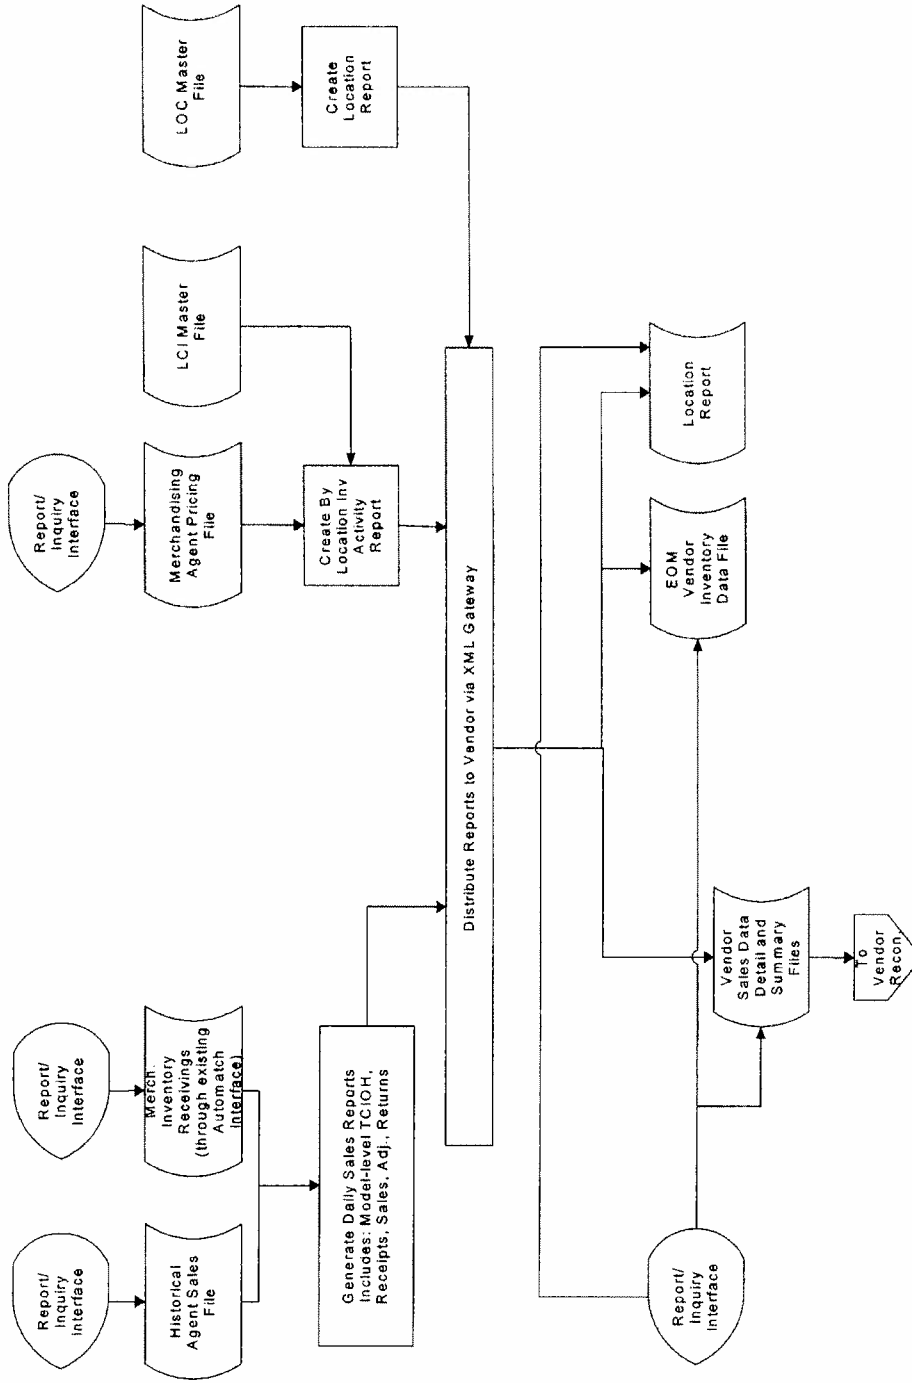 Report/
Inquiry
Interface
Report/
Inquiry
Interface
Report/
Inquiry
Interface
Historical
Agent Sales
File
Merch.
Inventory
Receivings
(through existing
Automatch
Interface)
Merchandising
Agent Pricing
File
LCI Master
File
LOC Master
File
Generate Daily Sales Reports
Includes: Model-level TCIOH,
Receipts, Sales, Adj., Returns
Create By
Location Inv
Activity
Report
Create
Location
Report
Distribute Reports to Vendor via XML Gateway
Report/
Inquiry
Interface
Vendor
Sales Data
Detail and
Summary
Files
EOM
Vendor
Inventory
Data File
Location
Report
To
Vendor
Recon.